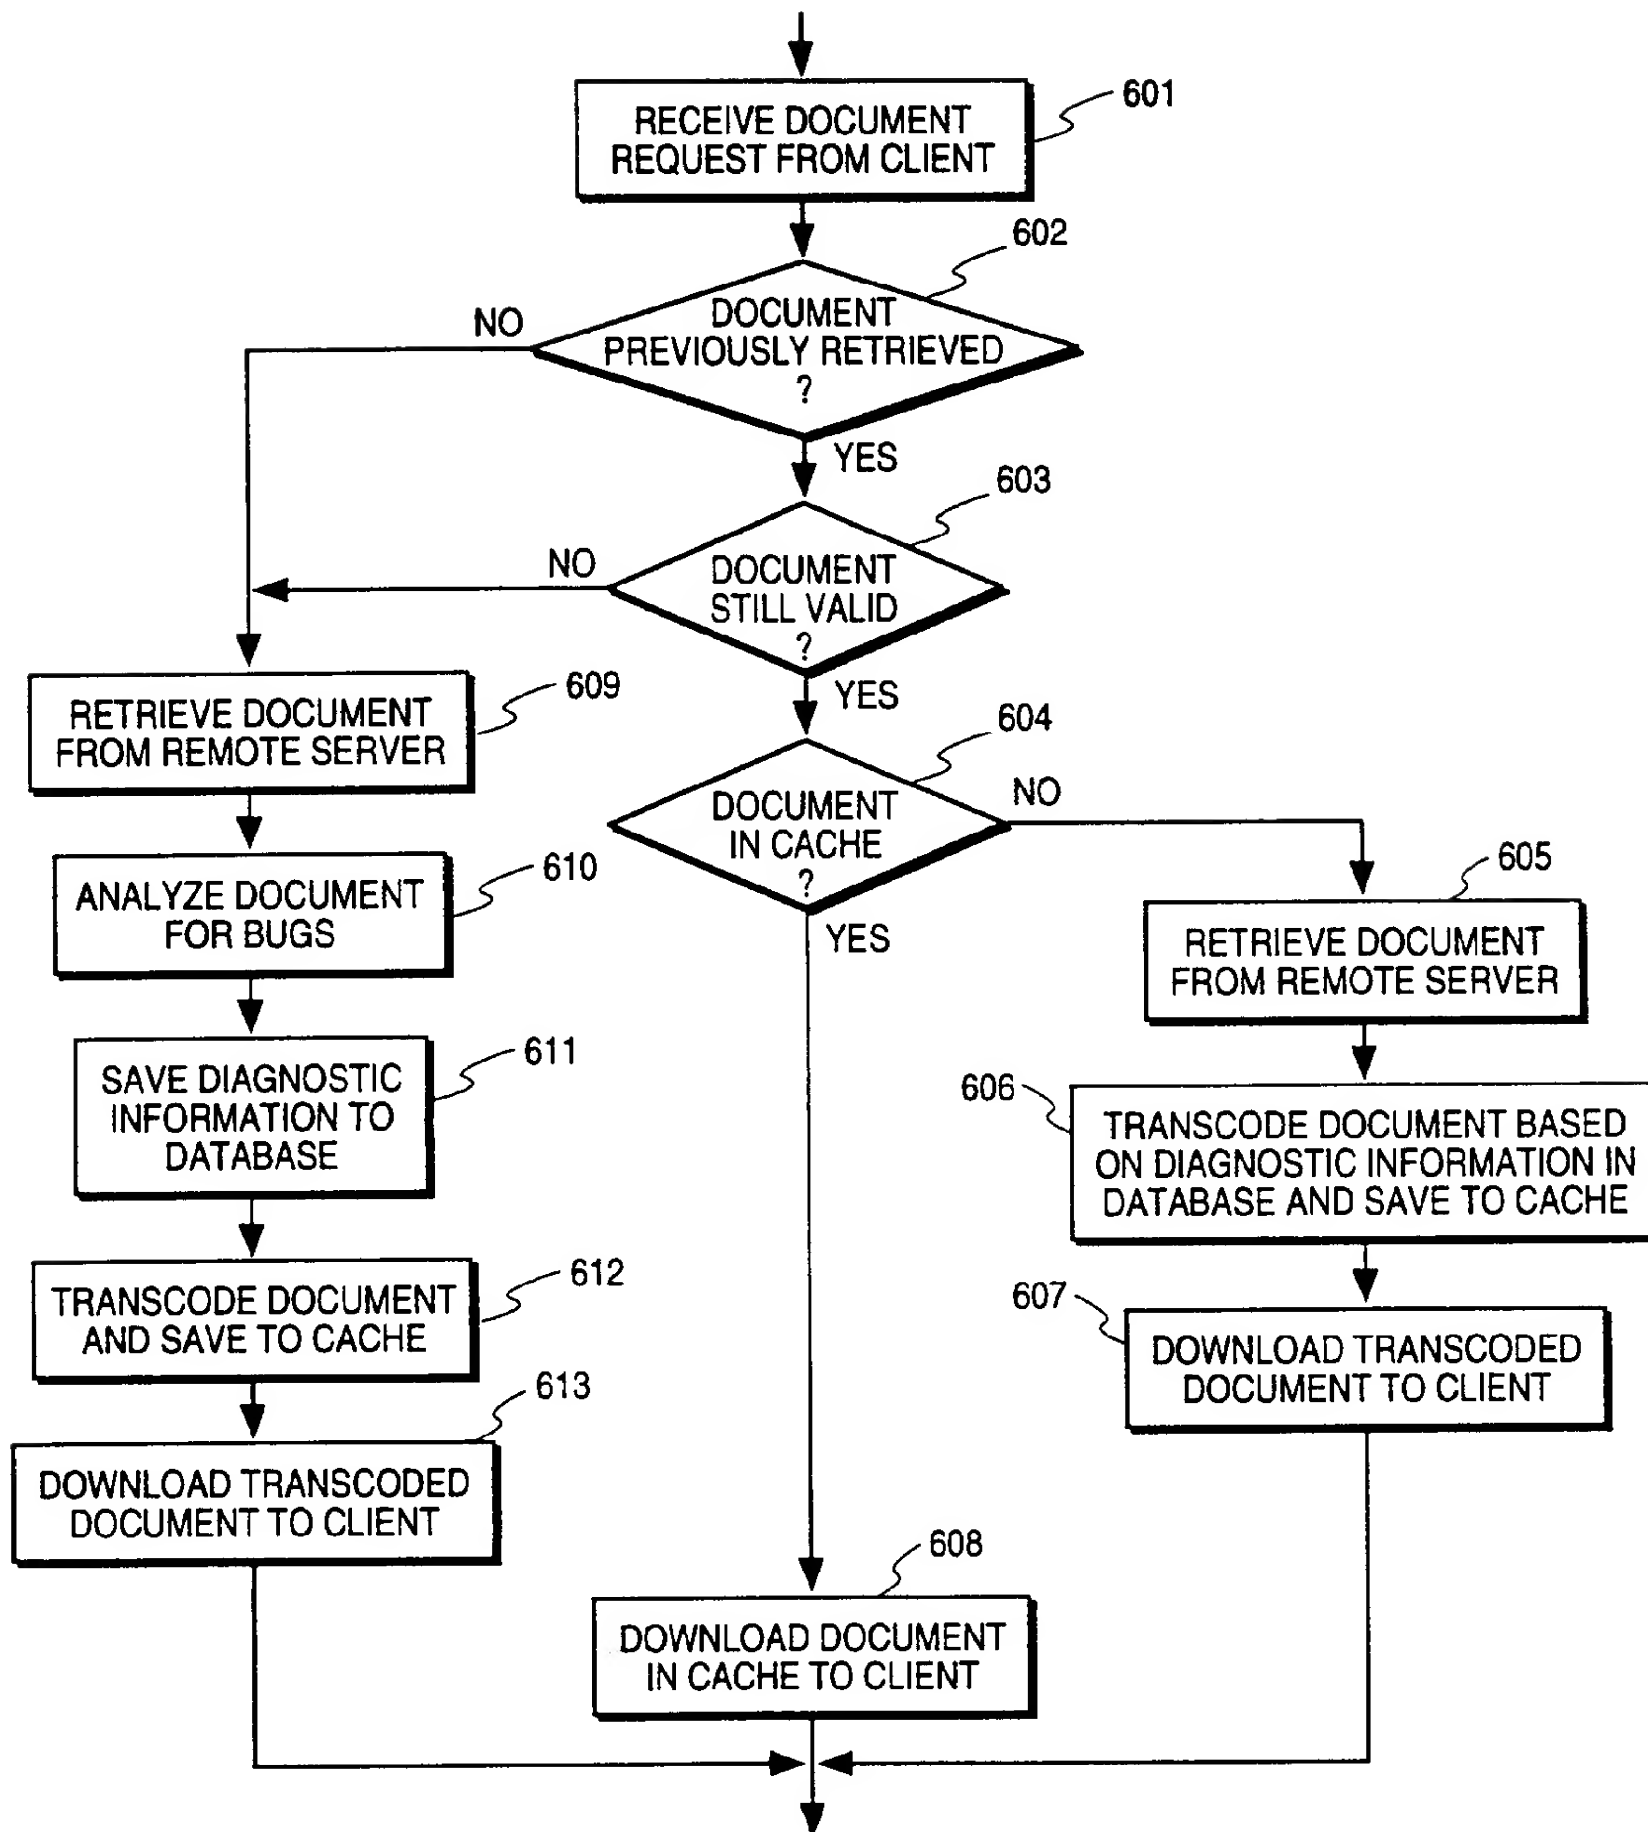 601
RECEIVE DOCUMENT
REQUEST FROM CLIENT
602
NO
DOCUMENT
PREVIOUSLY RETRIEVED
?
YES
603
NO
DOCUMENT
STILL VALID
?
YES
609
RETRIEVE DOCUMENT
FROM REMOTE SERVER
604
DOCUMENT
IN CACHE
?
NO
YES
610
ANALYZE DOCUMENT
FOR BUGS
605
RETRIEVE DOCUMENT
FROM REMOTE SERVER
611
SAVE DIAGNOSTIC
INFORMATION TO
DATABASE
606
TRANSCODE DOCUMENT BASED
ON DIAGNOSTIC INFORMATION IN
DATABASE AND SAVE TO CACHE
612
TRANSCODE DOCUMENT
AND SAVE TO CACHE
607
DOWNLOAD TRANSCODED
DOCUMENT TO CLIENT
613
DOWNLOAD TRANSCODED
DOCUMENT TO CLIENT
608
DOWNLOAD DOCUMENT
IN CACHE TO CLIENT